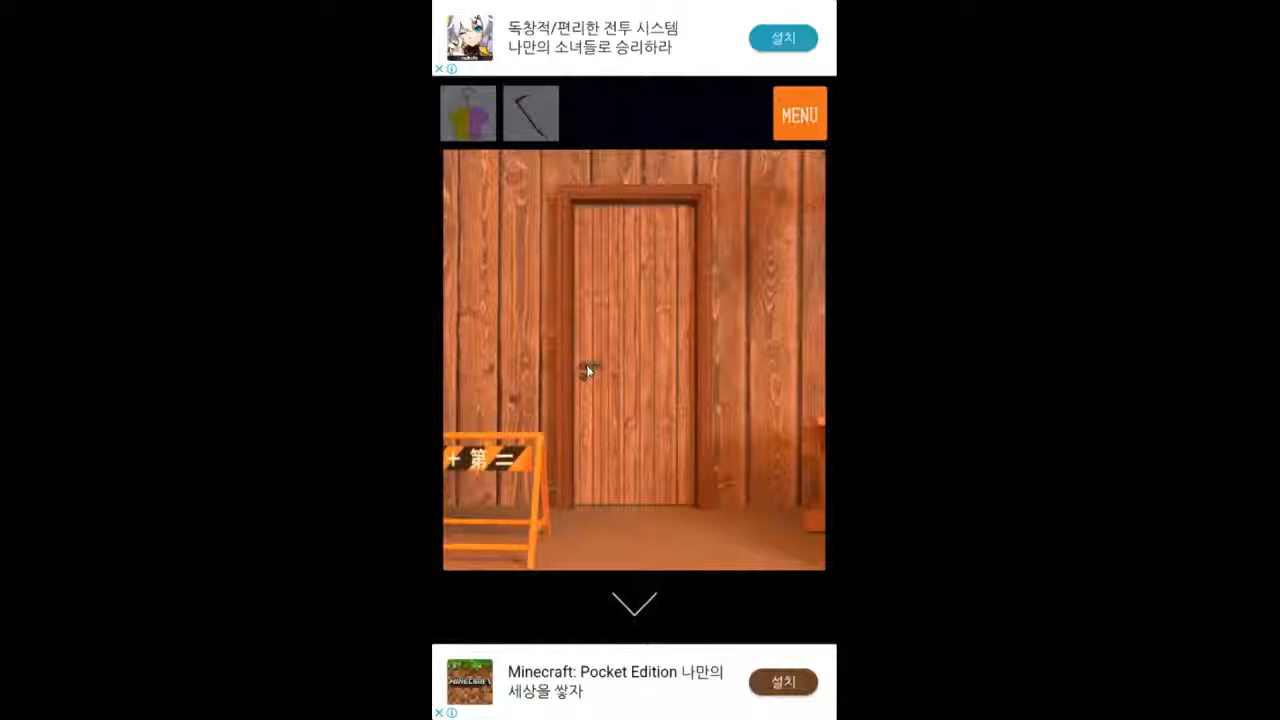 독창적/편리한 전투 시스템
나만의 소녀들로 승리하라
설치
MENU
第二
Minecraft: Pocket Edition 나만의
세상을 쌓자
설치
MINECRAFT